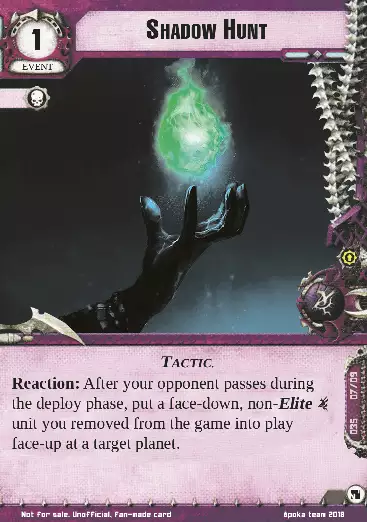 1
SHADOW HUNT
EVENT
TACTIC.
Reaction: After your opponent passes during
the deploy phase, put a face-down, non-Elite
unit you removed from the game into play
face-up at a target planet.
035 07/09
Not for sale. Unofficial. Fan-made card
Apoka team 2018